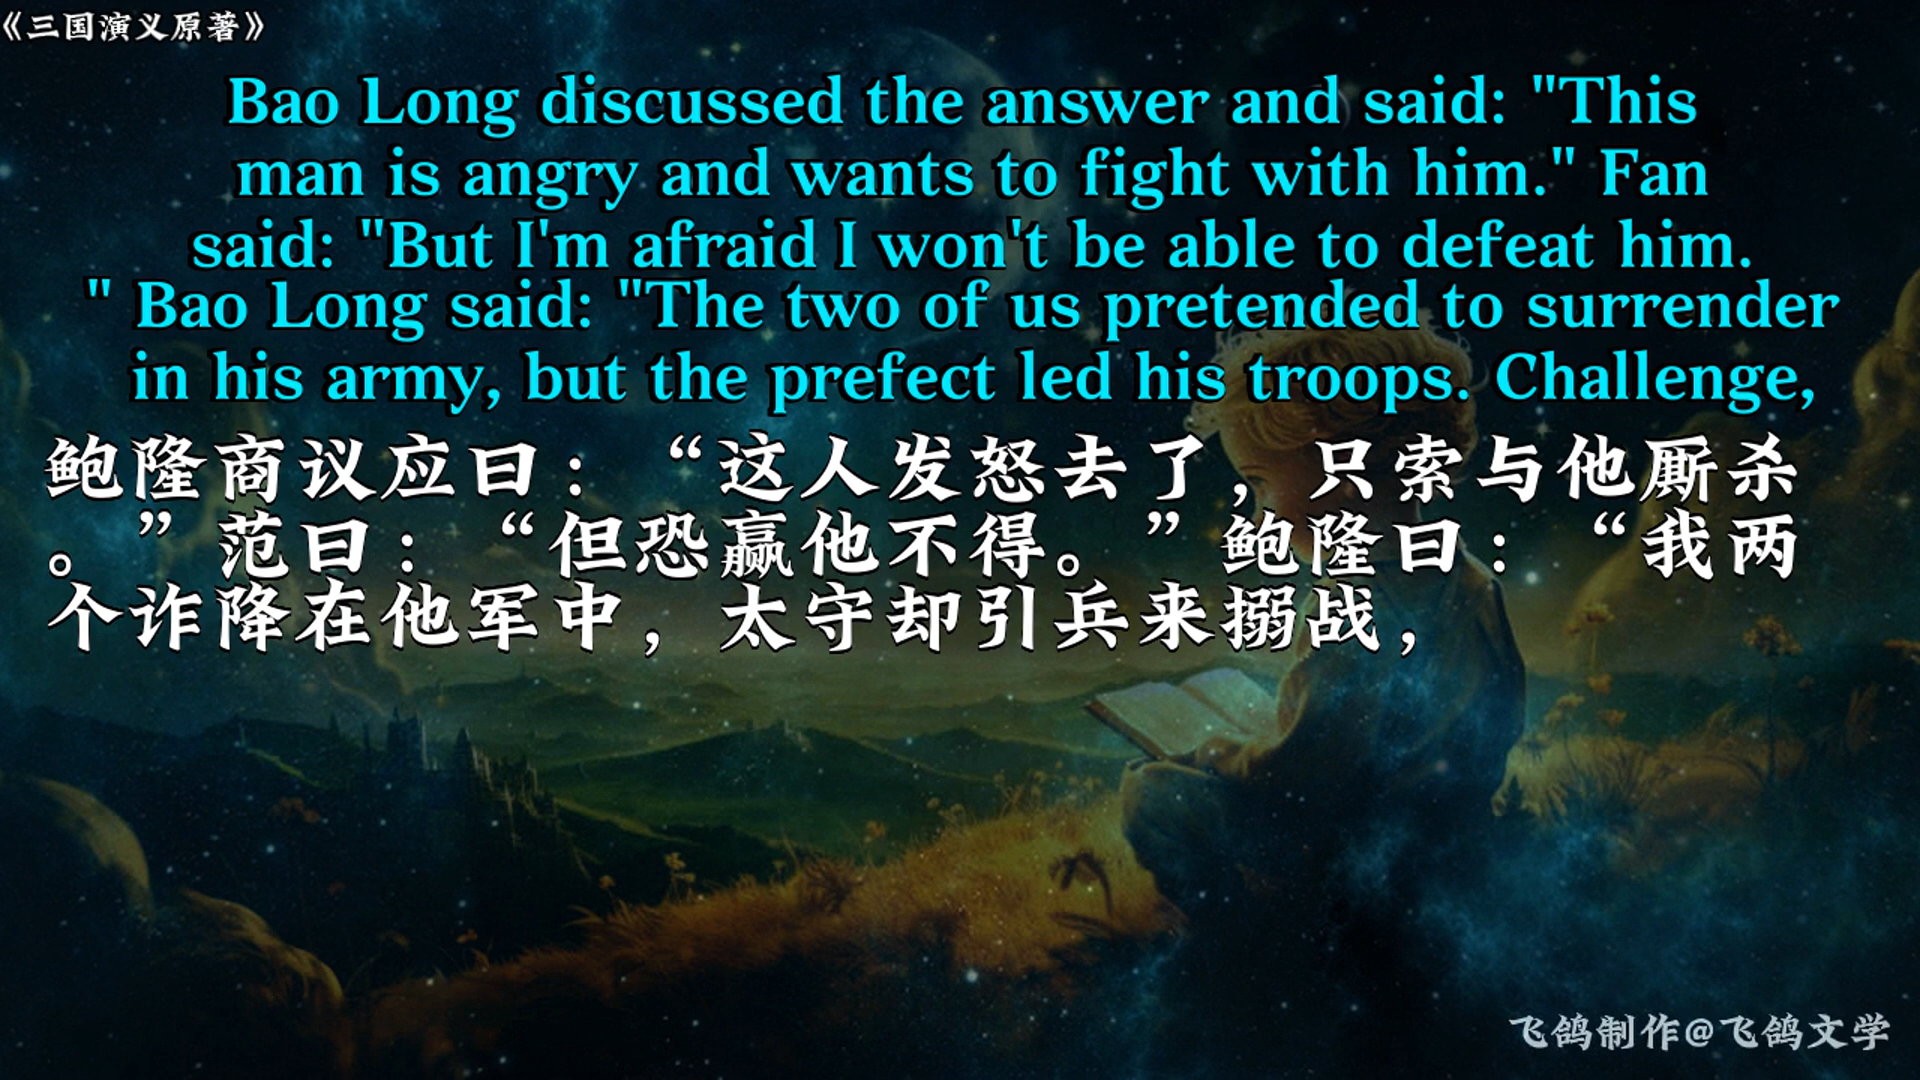 《三国演义原著》
Bao Long discussed the answer and said: "This
man is angry and wants to fight with him." Fan
said: "But I'm afraid I won't be able to defeat him.
" Bao Long said: "The two of us pretended to surrender
in his army, but the prefect led his troops. Challenge,
鲍隆商议应曰：“这人发怒去了，只索与他厮杀
。”范曰：“但恐赢他不得。”鲍隆曰：“我两
个诈降在他军中，太守却引兵来搦战，
飞鸽制作@飞鸽文学